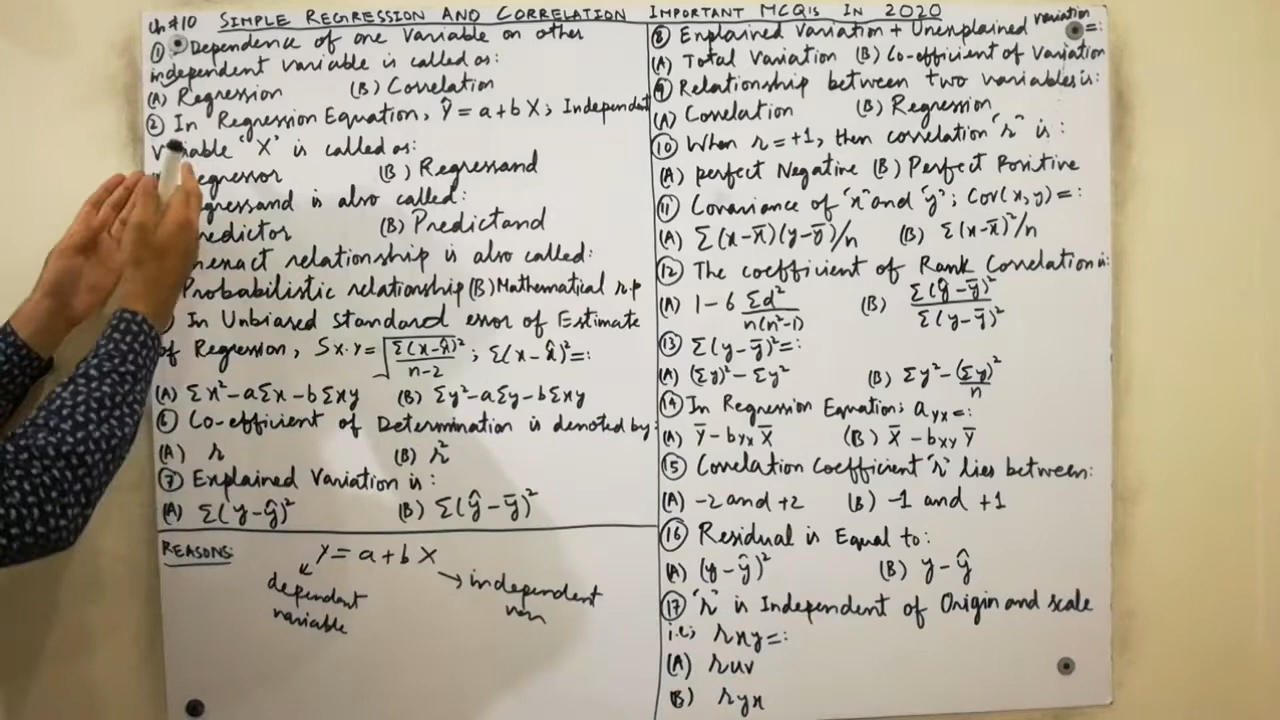 Ch #10 SIMPLE REGRESSION AND CORRELATION IMPORTANT MCQ'S IN 2020
① Dependence of one variable on other
independent variable is called as:
(A) Regression (B) Correlation
② In Regression Equation, Ŷ = a + b X; Independent
variable 'X' is called as:
egressor (B) Regressand
gressand is also called:
redictor (B) Predictand
nexact relationship is also called:
Probabilistic relationship (B) Mathematical r.p
In Unbiased Standard error of Estimate
of Regression, Sx.y = √Σ(x-x̂)²/n-2 ; Σ(x-x̂)²=:
(A) Σx²-aΣx-bΣxy (B) Σy²-aΣy-bΣxy
⑥ Co-efficient of Determination is denoted by:
(A) r (B) r²
⑦ Explained Variation is:
(A) Σ(y-ŷ)² (B) Σ(ŷ-ȳ)²
REASONS:
Y = a + b X
dependent
variable
independent
var
⑧ Explained Variation + Unexplained variation =:
(A) Total Variation (B) Co-efficient of Variation
⑨ Relationship between two variables is:
(A) Correlation (B) Regression
⑩ When r = +1, then correlation "r" is:
(A) perfect Negative (B) Perfect Positive
⑪ Covariance of 'x' and 'y'; Cov(x,y)=:
(A) Σ(x-x̄)(y-ȳ)/n (B) Σ(x-x̄)²/n
⑫ The coefficient of Rank Correlation is:
(A) 1-6 Σd²/n(n²-1) (B) Σ(ŷ-ȳ)²/Σ(y-ȳ)²
⑬ Σ(y-ȳ)²=:
(A) (Σy)²-Σy² (B) Σy²-(Σy)²/n
⑭ In Regression Equation; ayx=:
(A) Ȳ-byx X̄ (B) X̄-bxy Ȳ
⑮ Correlation Coefficient 'r' lies between:
(A) -2 and +2 (B) -1 and +1
⑯ Residual is Equal to:
(A) (y-ŷ)² (B) y-ŷ
⑰ 'r' is Independent of Origin and scale
i.e; rxy=:
(A) ruv
(B) ryx